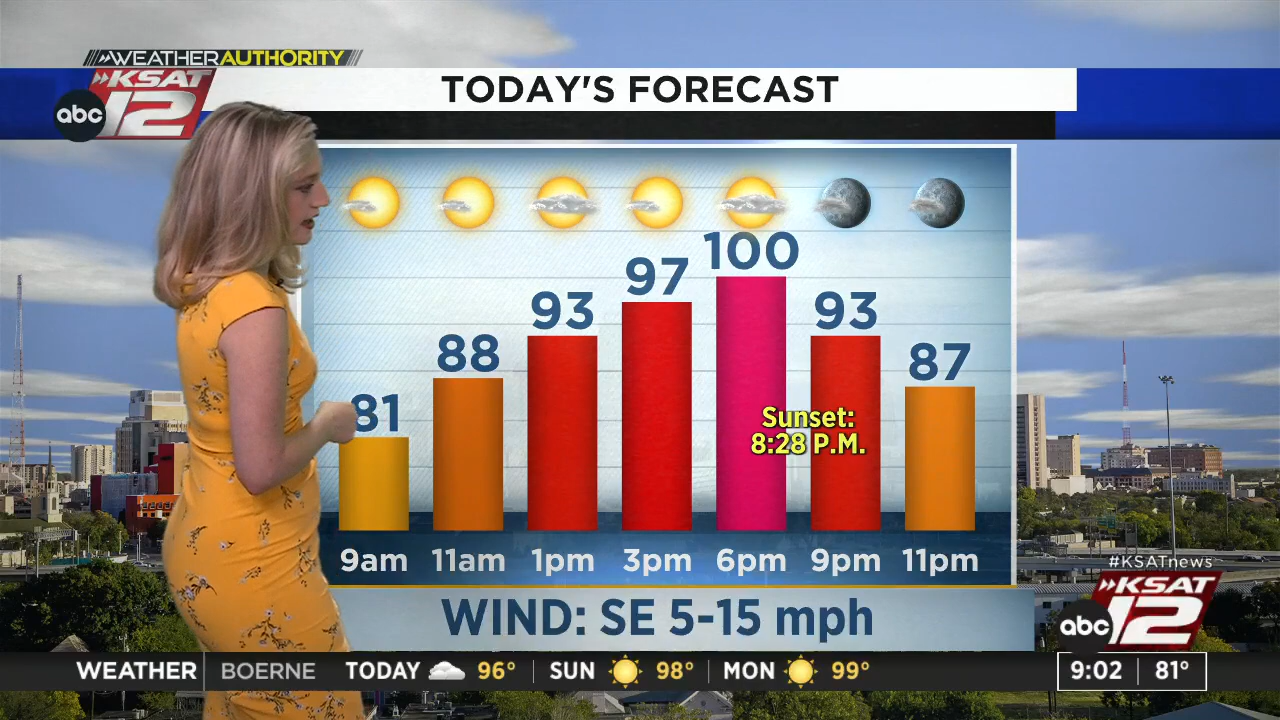 WEATHERAUTHORITY
KSAT
abc 12
TODAY'S FORECAST
81 88 93 97 100 93 87
Sunset:
8:28 P.M.
9am 11am 1pm 3pm 6pm 9pm 11pm
WIND: SE 5-15 mph
#KSATnews
KSAT
abc 12
WEATHER BOERNE TODAY 96° SUN 98° MON 99° 9:02 81°